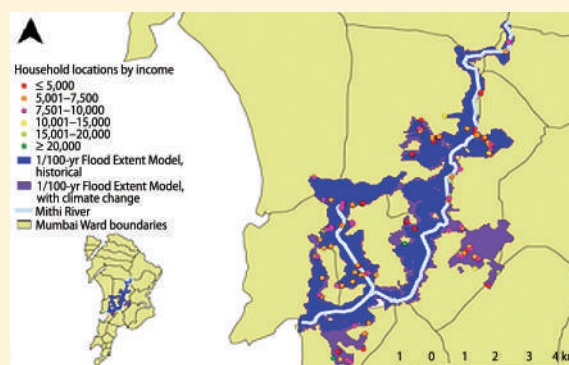 Household locations by income
≤ 5,000
5,001–7,500
7,501–10,000
10,001–15,000
15,001–20,000
≥ 20,000
1/100-yr Flood Extent Model,
historical
1/100-yr Flood Extent Model,
with climate change
Mithi River
Mumbai Ward boundaries
1 0 1 2 3 4 km